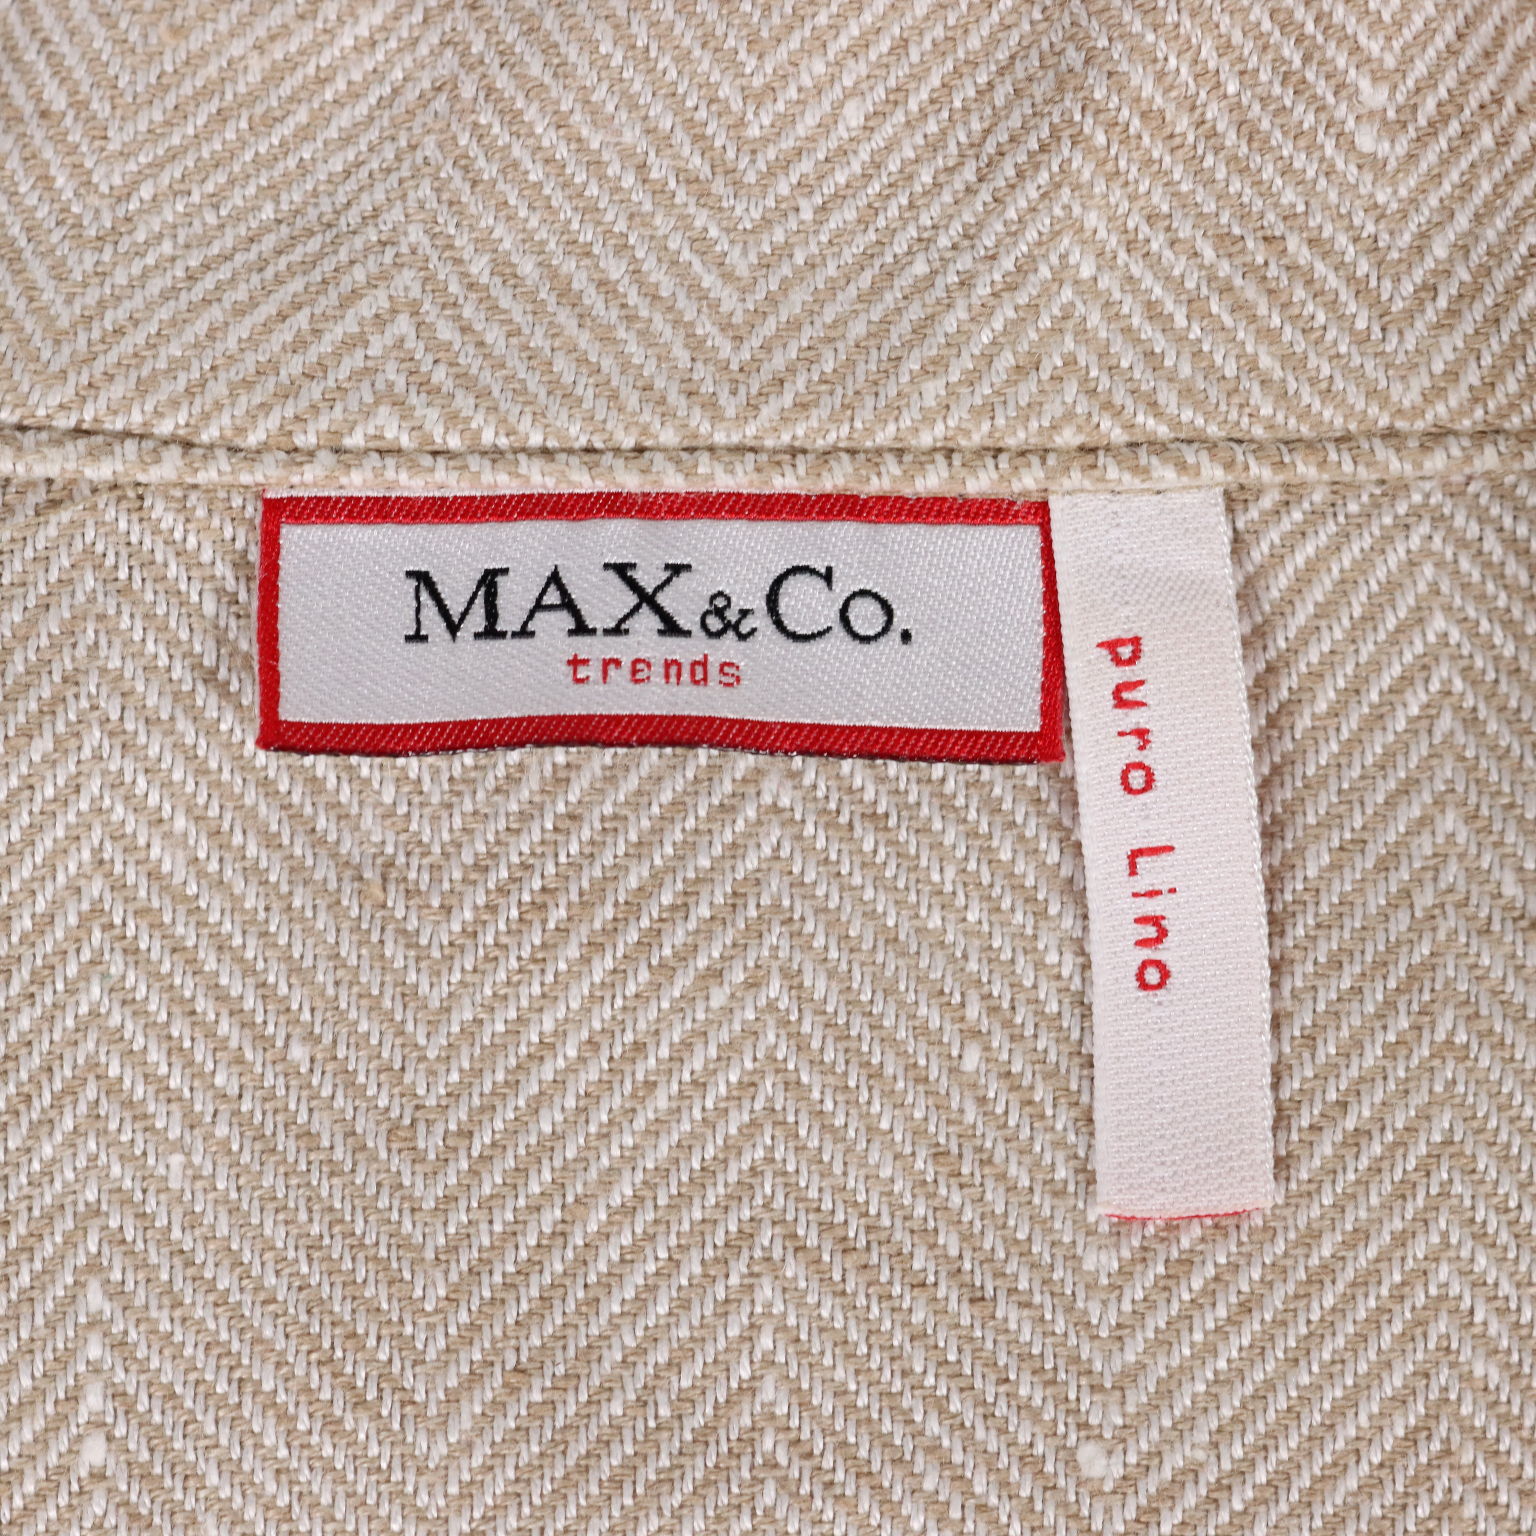 MAX&Co.
trends
puro Lino